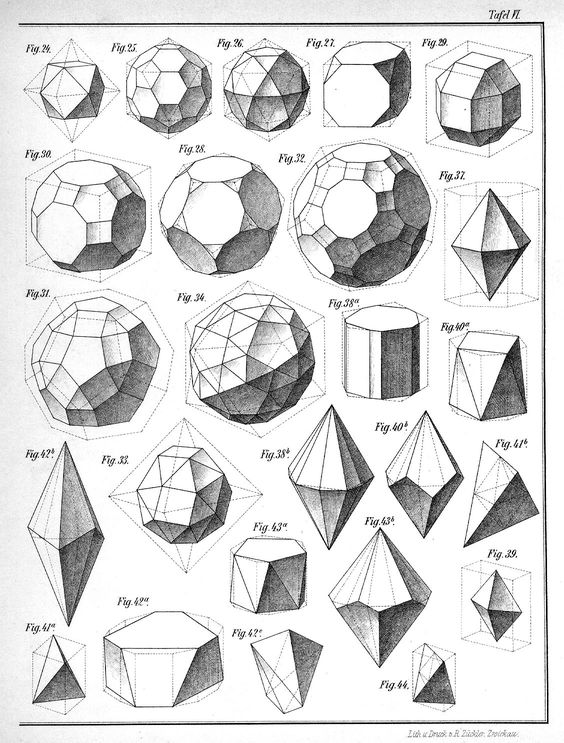 Tafel VI.
Fig. 24.
Fig. 25.
Fig. 26.
Fig. 27.
Fig. 29.
Fig. 30.
Fig. 28.
Fig. 32.
Fig. 37.
Fig. 31.
Fig. 34.
Fig. 38ᵃ.
Fig. 40ᵃ.
Fig. 42ᵇ
Fig. 33.
Fig. 38ᵇ
Fig. 40ᵇ.
Fig. 41ᵇ.
Fig. 43ᵃ.
Fig. 43ᵇ.
Fig. 39.
Fig. 41ᵃ
Fig. 42ᵃ.
Fig. 42ᶜ.
Fig. 44.
Lith. u. Druck v. R. Zückler, Zwickau.